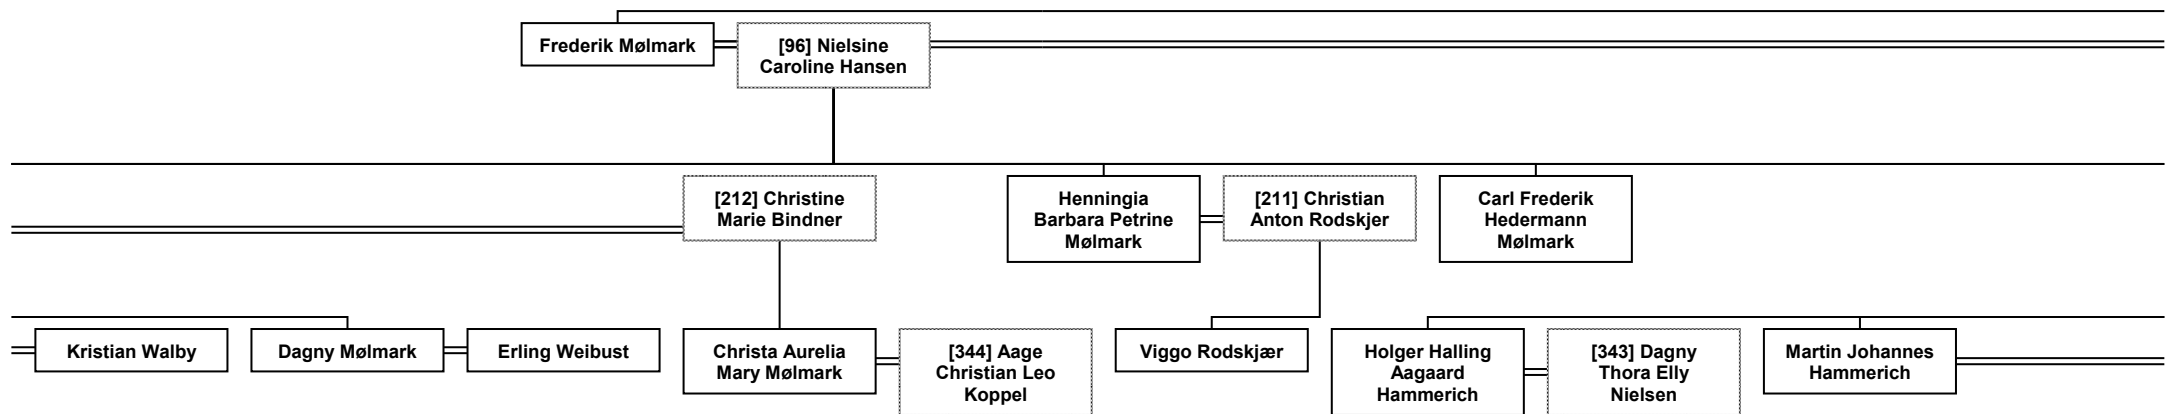 Frederik Mølmark
[96] Nielsine
Caroline Hansen
[212] Christine
Marie Bindner
Henningia
Barbara Petrine
Mølmark
[211] Christian
Anton Rodskjer
Carl Frederik
Hedermann
Mølmark
Kristian Walby
Dagny Mølmark
Erling Weibust
Christa Aurelia
Mary Mølmark
[344] Aage
Christian Leo
Koppel
Viggo Rodskjær
Holger Halling
Aagaard
Hammerich
[343] Dagny
Thora Elly
Nielsen
Martin Johannes
Hammerich